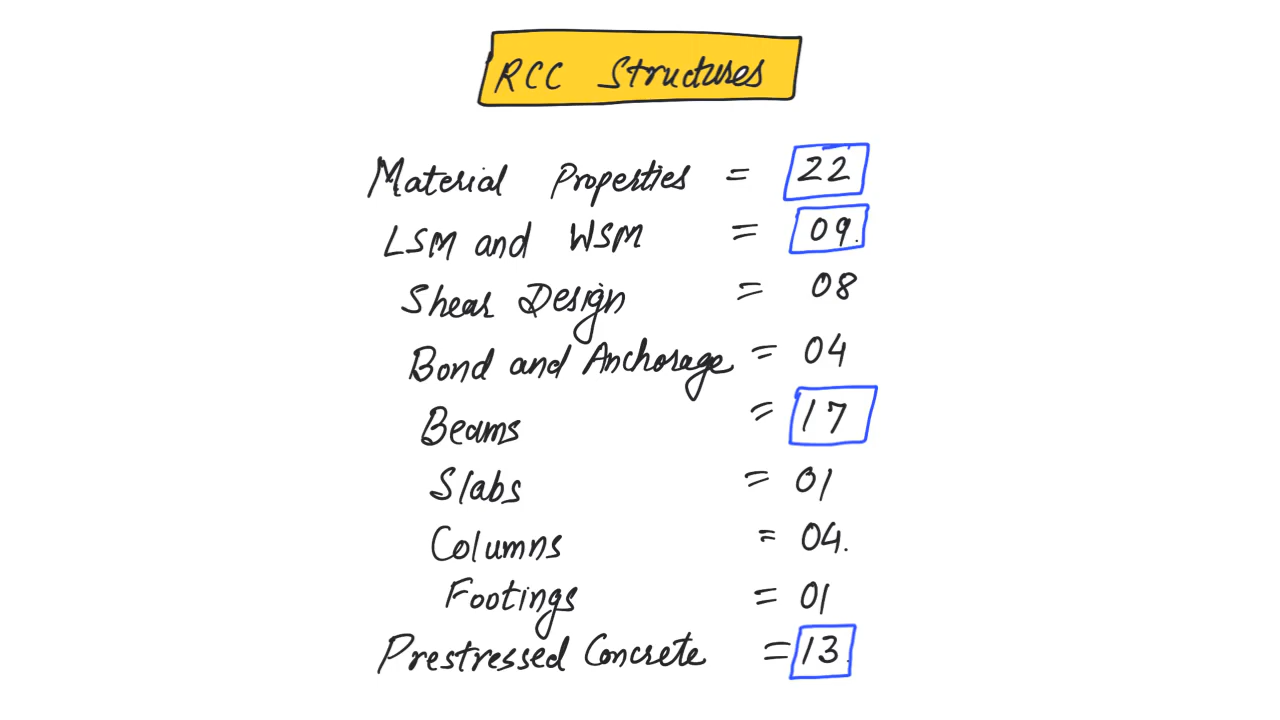 RCC Structures
Material Properties = 22
LSM and WSM = 09.
Shear Design = 08
Bond and Anchorage = 04
Beams = 17
Slabs = 01
Columns = 04.
Footings = 01
Prestressed Concrete = 13.